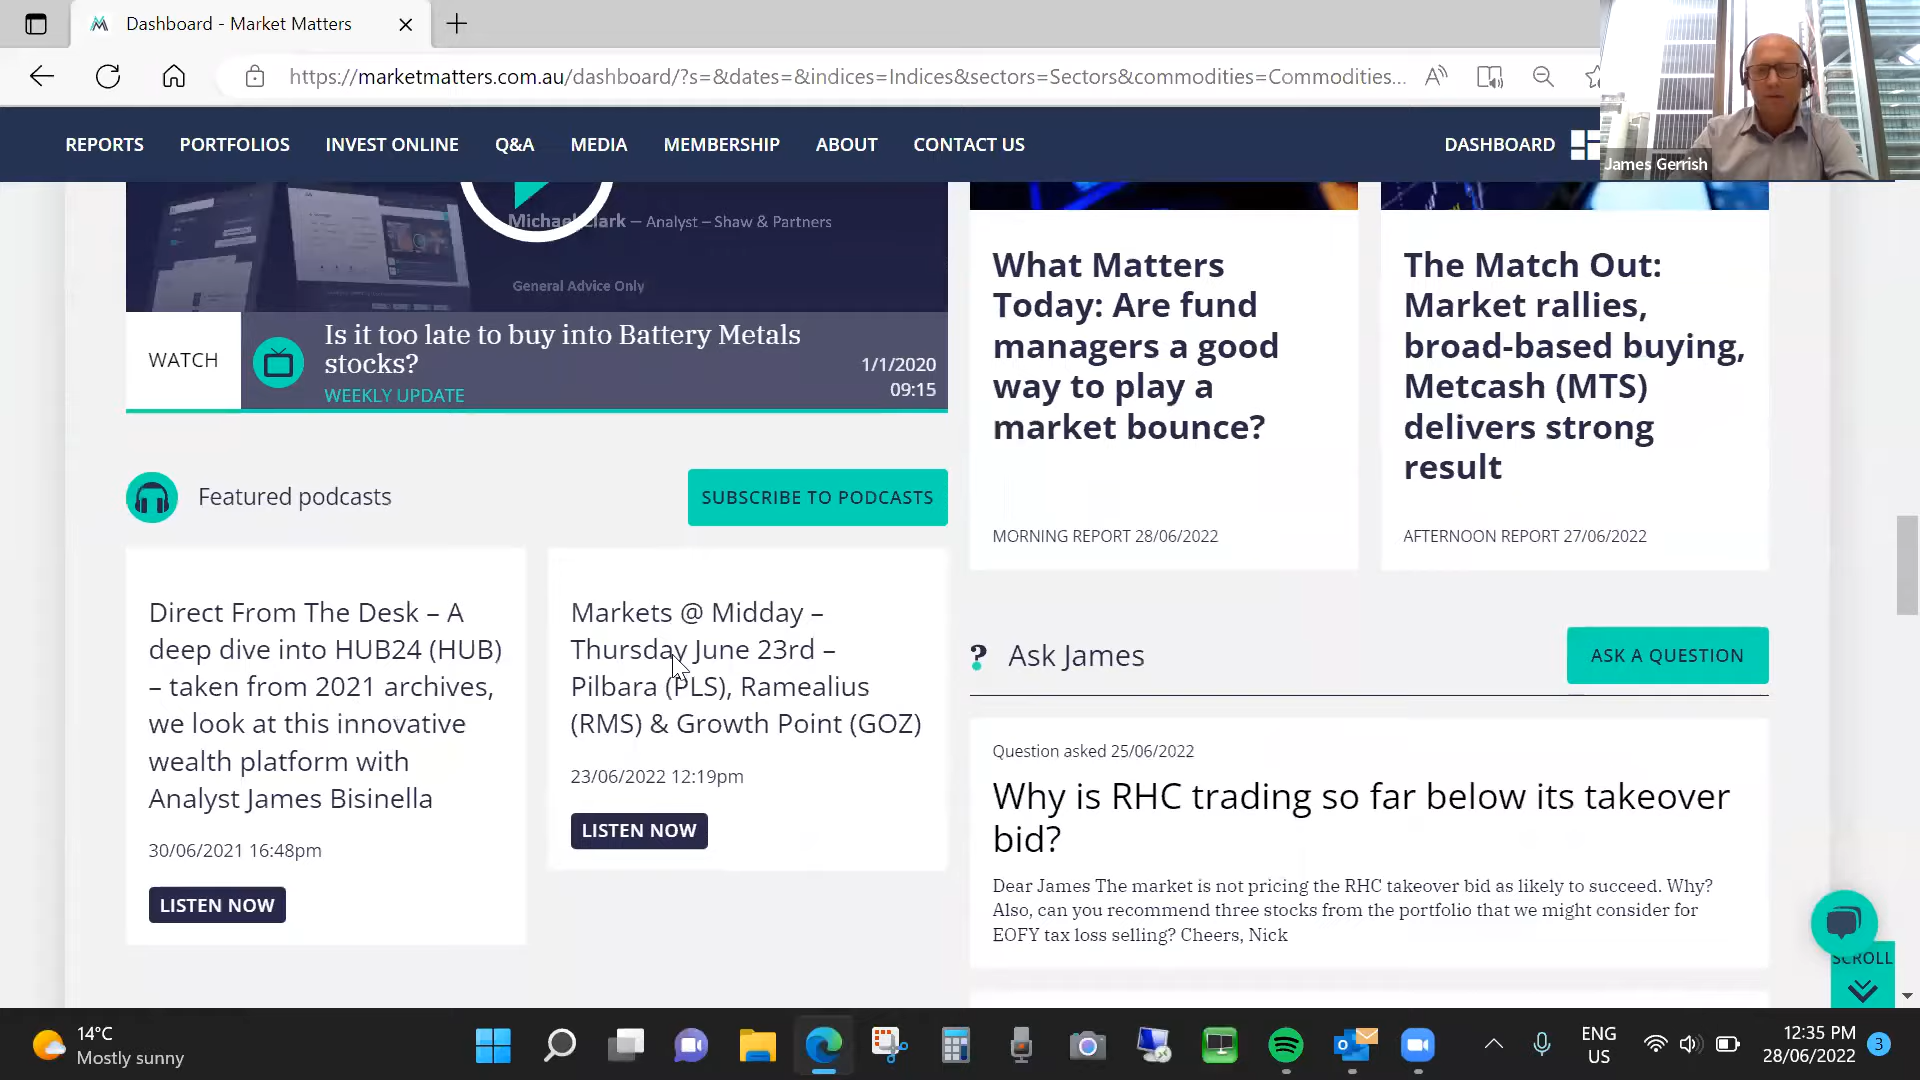 Dashboard - Market Matters
https://marketmatters.com.au/dashboard/?s=&dates=&indices=Indices&sectors=Sectors&commodities=Commodities...
James Gerrish
REPORTS PORTFOLIOS INVEST ONLINE Q&A MEDIA MEMBERSHIP ABOUT CONTACT US DASHBOARD
Michael Clark – Analyst – Shaw & Partners
General Advice Only
WATCH
Is it too late to buy into Battery Metals
stocks?
WEEKLY UPDATE
1/1/2020
09:15
Featured podcasts
SUBSCRIBE TO PODCASTS
Direct From The Desk – A
deep dive into HUB24 (HUB)
– taken from 2021 archives,
we look at this innovative
wealth platform with
Analyst James Bisinella
30/06/2021 16:48pm
LISTEN NOW
Markets @ Midday –
Thursday June 23rd –
Pilbara (PLS), Ramealius
(RMS) & Growth Point (GOZ)
23/06/2022 12:19pm
LISTEN NOW
What Matters
Today: Are fund
managers a good
way to play a
market bounce?
MORNING REPORT 28/06/2022
The Match Out:
Market rallies,
broad-based buying,
Metcash (MTS)
delivers strong
result
AFTERNOON REPORT 27/06/2022
? Ask James
ASK A QUESTION
Question asked 25/06/2022
Why is RHC trading so far below its takeover
bid?
Dear James The market is not pricing the RHC takeover bid as likely to succeed. Why?
Also, can you recommend three stocks from the portfolio that we might consider for
EOFY tax loss selling? Cheers, Nick
SCROLL
14°C
Mostly sunny
ENG
US
12:35 PM
28/06/2022
3